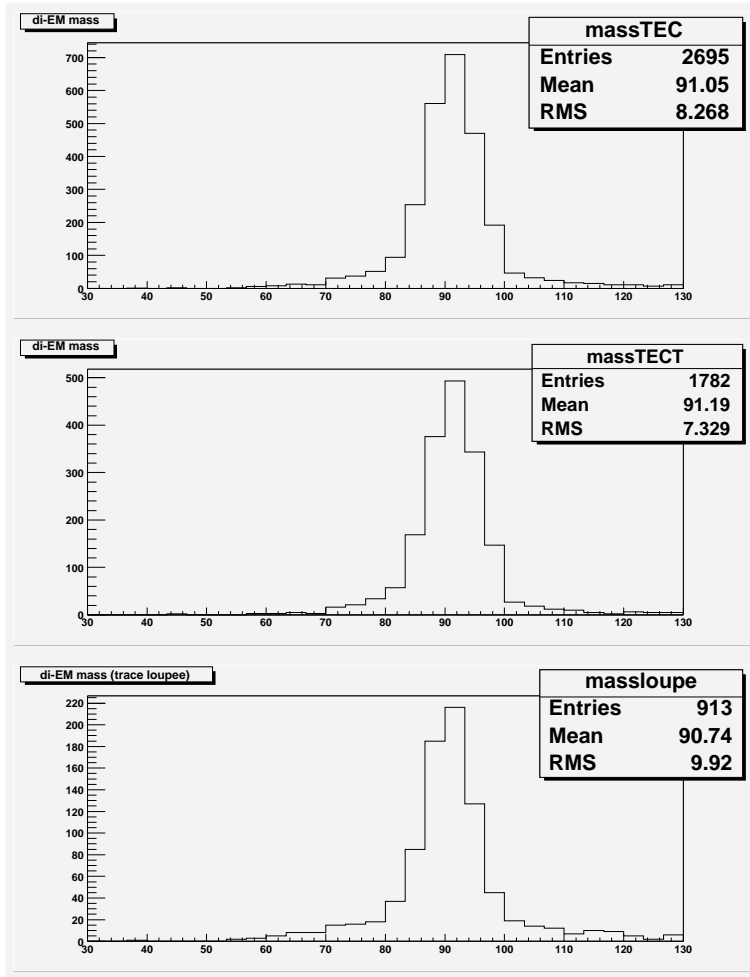 di-EM mass
massTEC
Entries 2695
Mean 91.05
RMS 8.268
700
600
500
400
300
200
100
0
30 40 50 60 70 80 90 100 110 120 130
di-EM mass
massTECT
Entries 1782
Mean 91.19
RMS 7.329
500
400
300
200
100
0
30 40 50 60 70 80 90 100 110 120 130
di-EM mass (trace loupee)
massloupe
Entries 913
Mean 90.74
RMS 9.92
220
200
180
160
140
120
100
80
60
40
20
0
30 40 50 60 70 80 90 100 110 120 130